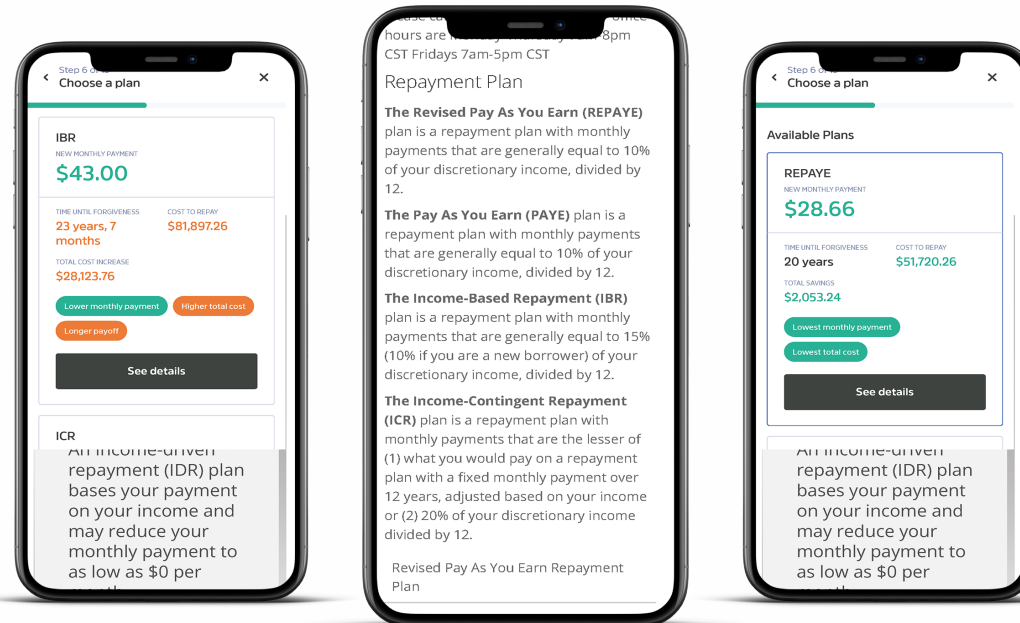 Step 6 of
Choose a plan
IBR
NEW MONTHLY PAYMENT
$43.00
TIME UNTIL FORGIVENESS
COST TO REPAY
23 years, 7
months
$81,897.26
TOTAL COST INCREASE
$28,123.76
Lower monthly payment
Higher total cost
Longer payoff
See details
ICR
An income-driven
repayment (IDR) plan
bases your payment
on your income and
may reduce your
monthly payment to
as low as $0 per
month
office
hours are 8pm
CST Fridays 7am-5pm CST
Repayment Plan
The Revised Pay As You Earn (REPAYE)
plan is a repayment plan with monthly
payments that are generally equal to 10%
of your discretionary income, divided by
12.
The Pay As You Earn (PAYE) plan is a
repayment plan with monthly payments
that are generally equal to 10% of your
discretionary income, divided by 12.
The Income-Based Repayment (IBR)
plan is a repayment plan with monthly
payments that are generally equal to 15%
(10% if you are a new borrower) of your
discretionary income, divided by 12.
The Income-Contingent Repayment
(ICR) plan is a repayment plan with
monthly payments that are the lesser of
(1) what you would pay on a repayment
plan with a fixed monthly payment over
12 years, adjusted based on your income
or (2) 20% of your discretionary income
divided by 12.
Revised Pay As You Earn Repayment
Plan
Step 6 of
Choose a plan
Available Plans
REPAYE
NEW MONTHLY PAYMENT
$28.66
TIME UNTIL FORGIVENESS
COST TO REPAY
20 years
$51,720.26
TOTAL SAVINGS
$2,053.24
Lowest monthly payment
Lowest total cost
See details
An income-driven
repayment (IDR) plan
bases your payment
on your income and
may reduce your
monthly payment to
as low as $0 per
month